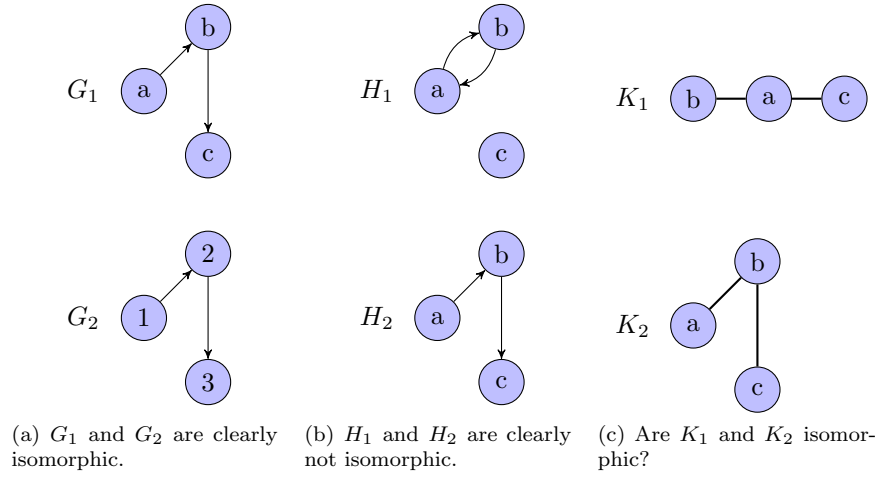 G₁ a b c
H₁ a b c
K₁ b a c
G₂ 1 2 3
H₂ a b c
K₂ a b c
(a) G₁ and G₂ are clearly
isomorphic.
(b) H₁ and H₂ are clearly
not isomorphic.
(c) Are K₁ and K₂ isomor-
phic?